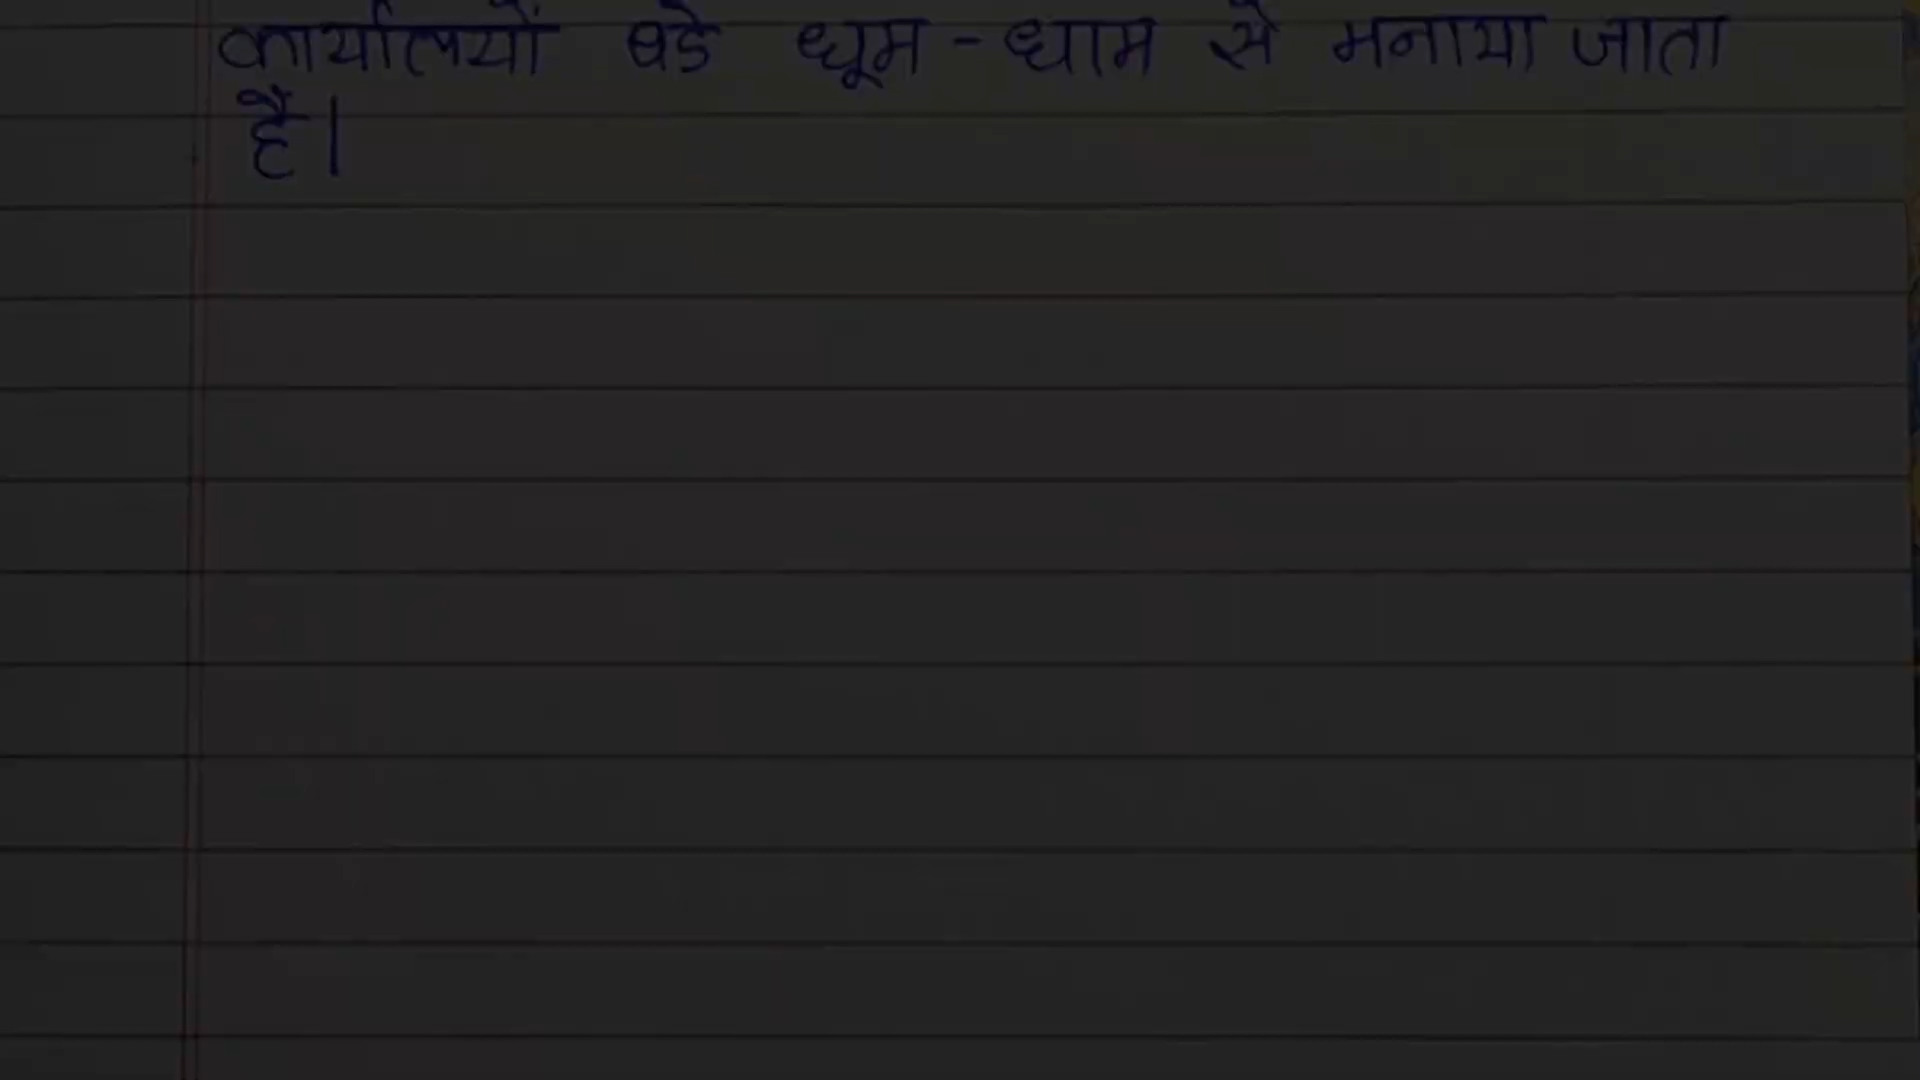 कार्यालयों बडे धूम-धाम से मनाया जाता
है।